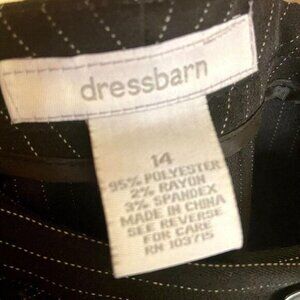 dressbarn
14
95% POLYESTER
2% RAYON
3% SPANDEX
MADE IN CHINA
SEE REVERSE
FOR CARE
RN 103715